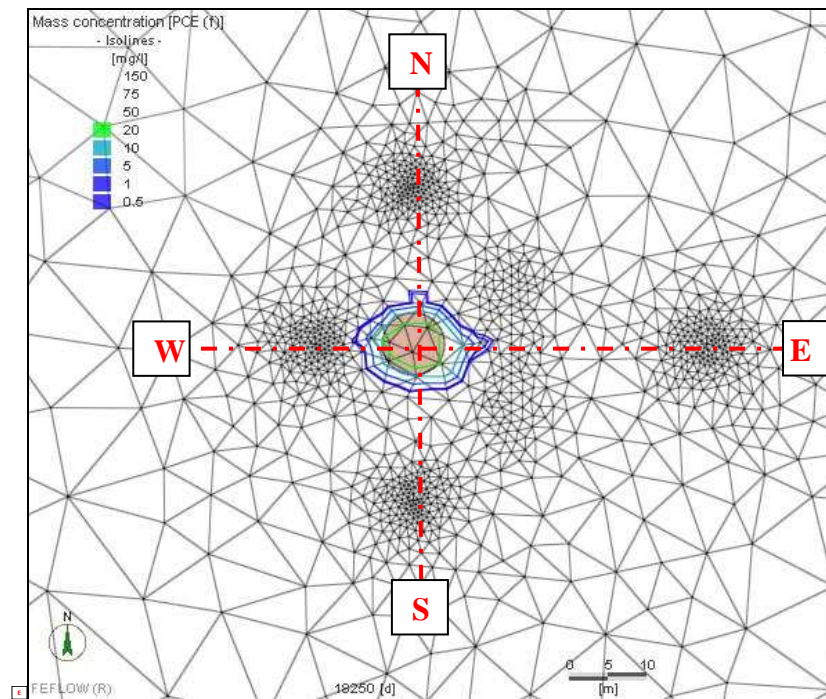 Mass concentration [PCE (f)]
- Isolines -
[mg/l]
150
75
50
20
10
5
1
0.5
N
W
E
S
N
0 5 10
[m]
FEFLOW (R)
18250 [d]
E